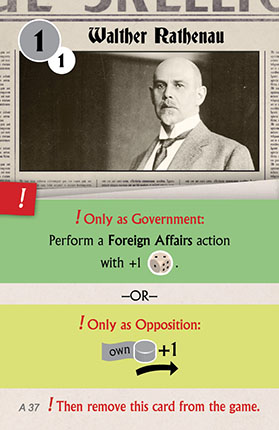 1
Walther Rathenau
1
!
! Only as Government:
Perform a Foreign Affairs action
with +1 .
–OR–
! Only as Opposition:
own +1
A 37 ! Then remove this card from the game.